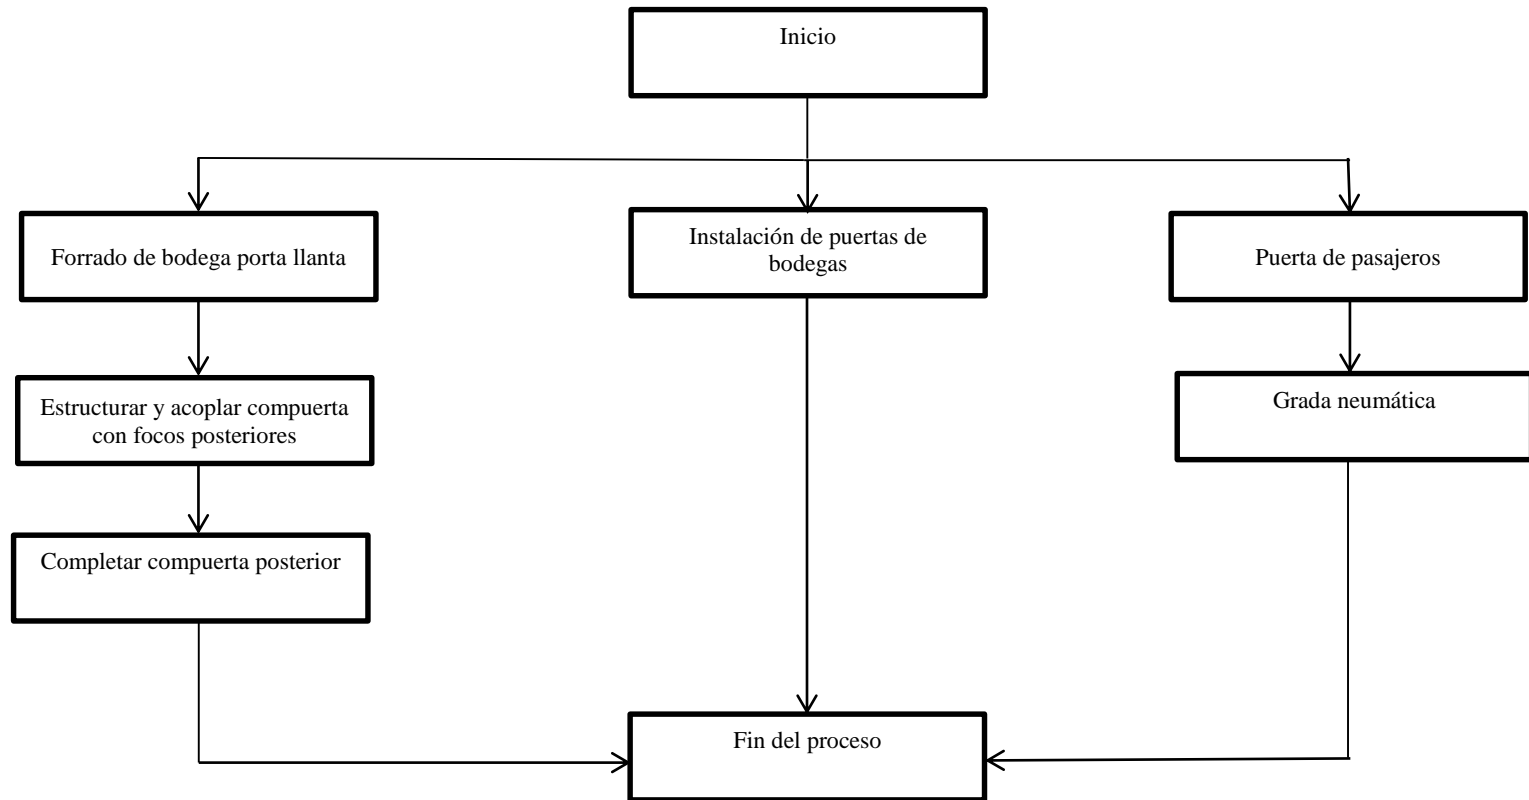 Inicio
Forrado de bodega porta llanta
Instalación de puertas de
bodegas
Puerta de pasajeros
Estructurar y acoplar compuerta
con focos posteriores
Grada neumática
Completar compuerta posterior
Fin del proceso